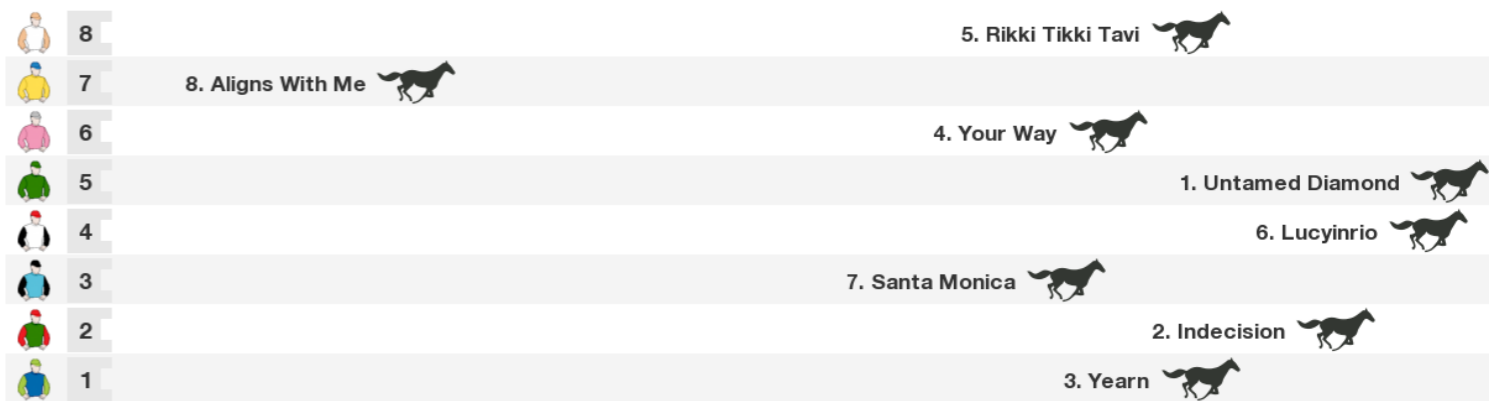 8 5. Rikki Tikki Tavi
7 8. Aligns With Me
6 4. Your Way
5 1. Untamed Diamond
4 6. Lucyinrio
3 7. Santa Monica
2 2. Indecision
1 3. Yearn